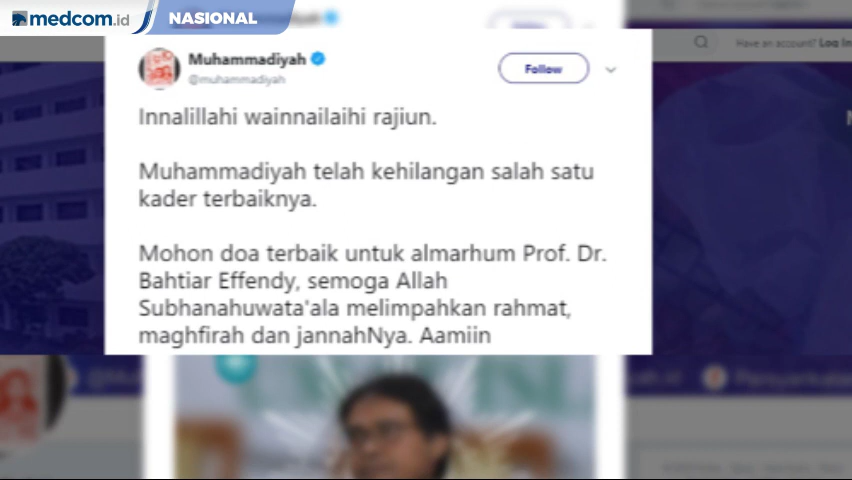 medcom.id
NASIONAL
Muhammadiyah
@muhammadiyah
Follow
Have an account? Log in
Innalillahi wainnailaihi rajiun.
Muhammadiyah telah kehilangan salah satu
kader terbaiknya.
Mohon doa terbaik untuk almarhum Prof. Dr.
Bahtiar Effendy, semoga Allah
Subhanahuwata'ala melimpahkan rahmat,
maghfirah dan jannahNya. Aamiin